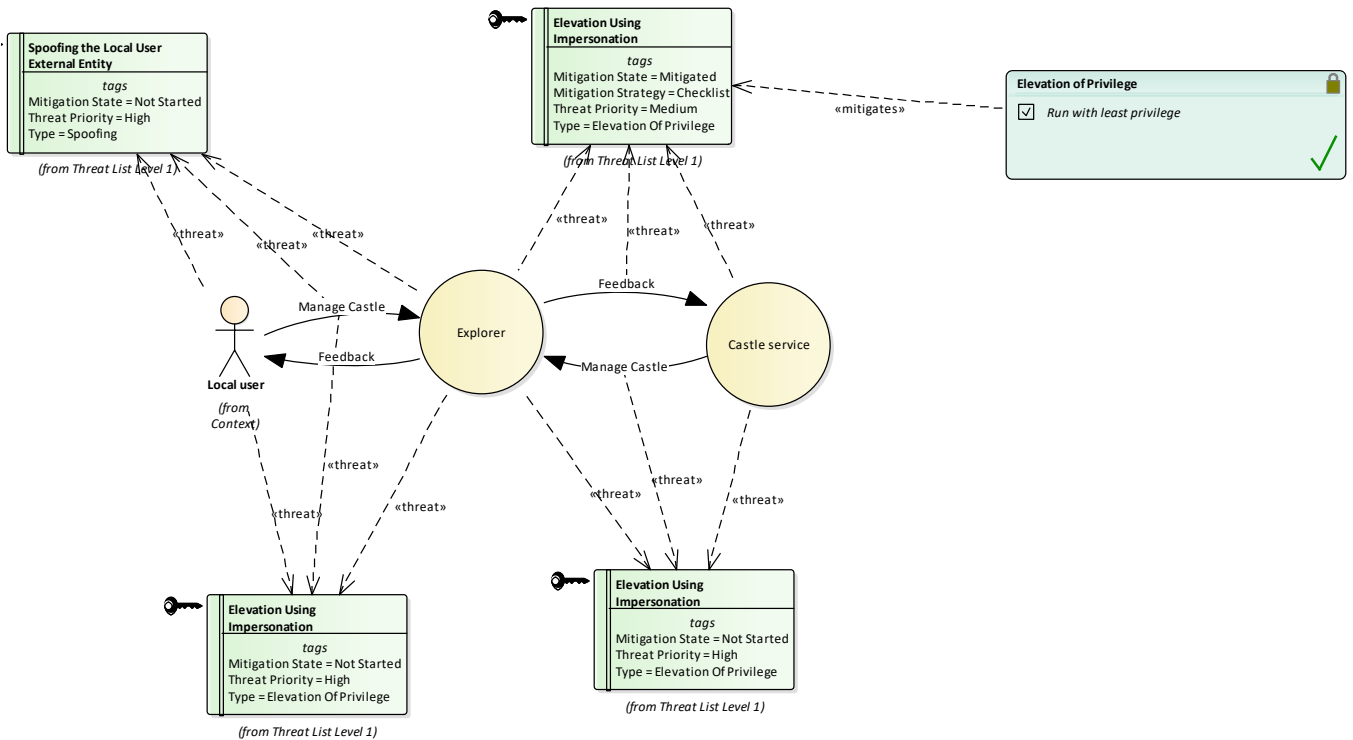 Spoofing the Local User
External Entity
tags
Mitigation State = Not Started
Threat Priority = High
Type = Spoofing
(from Threat List Level 1)
Elevation Using
Impersonation
tags
Mitigation State = Mitigated
Mitigation Strategy = Checklist
Threat Priority = Medium
Type = Elevation Of Privilege
(from Threat List Level 1)
Elevation of Privilege
Run with least privilege
«mitigates»
«threat»
«threat»
«threat»
«threat»
«threat»
«threat»
Manage Castle
Feedback
Explorer
Feedback
Manage Castle
Castle service
Local user
(from
Context)
«threat»
«threat»
«threat»
«threat»
«threat»
«threat»
Elevation Using
Impersonation
tags
Mitigation State = Not Started
Threat Priority = High
Type = Elevation Of Privilege
(from Threat List Level 1)
Elevation Using
Impersonation
tags
Mitigation State = Not Started
Threat Priority = High
Type = Elevation Of Privilege
(from Threat List Level 1)